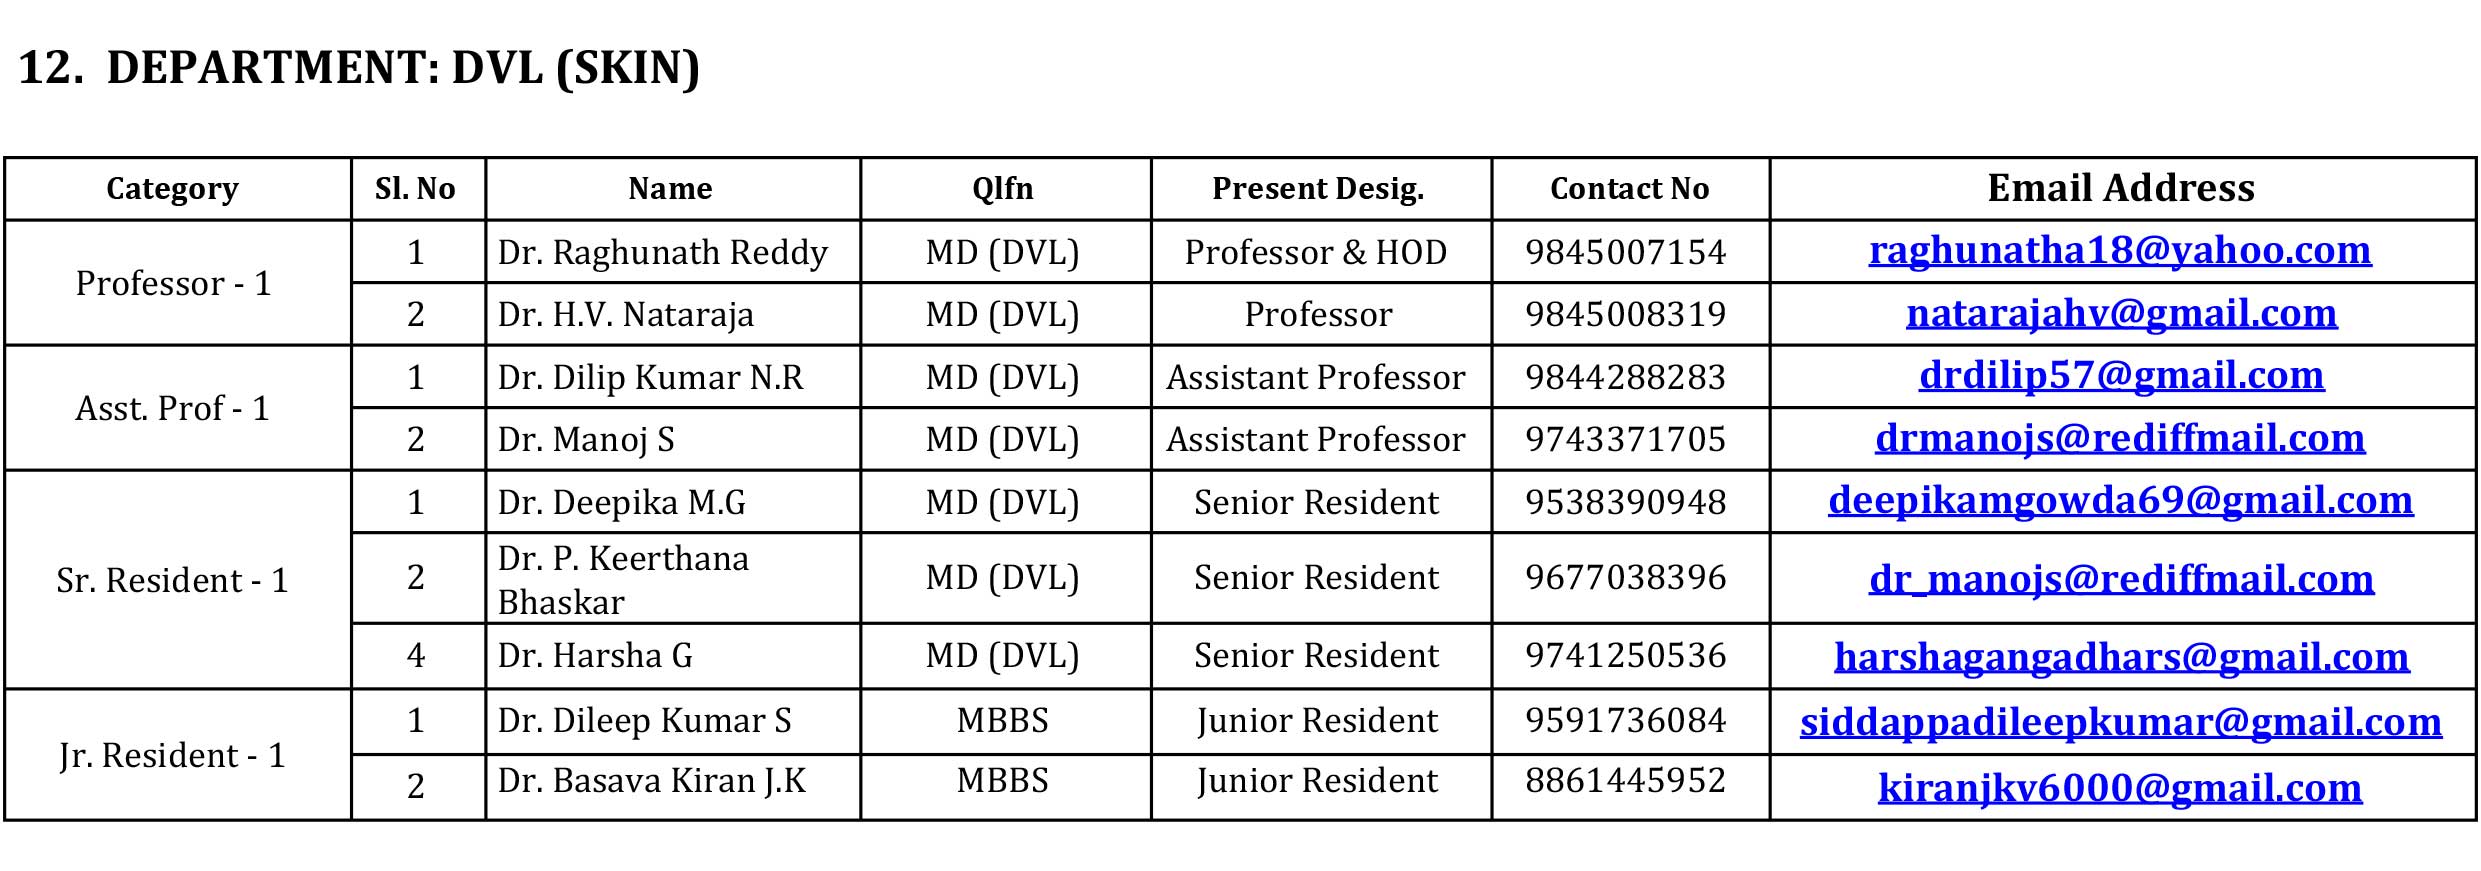 12. DEPARTMENT: DVL (SKIN)
Category Sl. No Name Qlfn Present Desig. Contact No Email Address
Professor - 1
1 Dr. Raghunath Reddy MD (DVL) Professor & HOD 9845007154 raghunatha18@yahoo.com
2 Dr. H.V. Nataraja MD (DVL) Professor 9845008319 natarajahv@gmail.com
Asst. Prof - 1
1 Dr. Dilip Kumar N.R MD (DVL) Assistant Professor 9844288283 drdilip57@gmail.com
2 Dr. Manoj S MD (DVL) Assistant Professor 9743371705 drmanojs@rediffmail.com
Sr. Resident - 1
1 Dr. Deepika M.G MD (DVL) Senior Resident 9538390948 deepikamgowda69@gmail.com
2 Dr. P. Keerthana Bhaskar MD (DVL) Senior Resident 9677038396 dr_manojs@rediffmail.com
4 Dr. Harsha G MD (DVL) Senior Resident 9741250536 harshagangadhars@gmail.com
Jr. Resident - 1
1 Dr. Dileep Kumar S MBBS Junior Resident 9591736084 siddappadileepkumar@gmail.com
2 Dr. Basava Kiran J.K MBBS Junior Resident 8861445952 kiranjkv6000@gmail.com